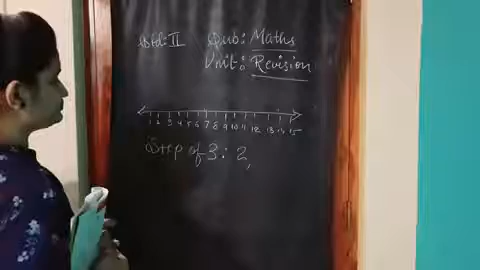 Std: II Sub: Maths
Unit: Revision
1 2 3 4 5 6 7 8 9 10 11 12 13 14 15
Step of 3: 2,